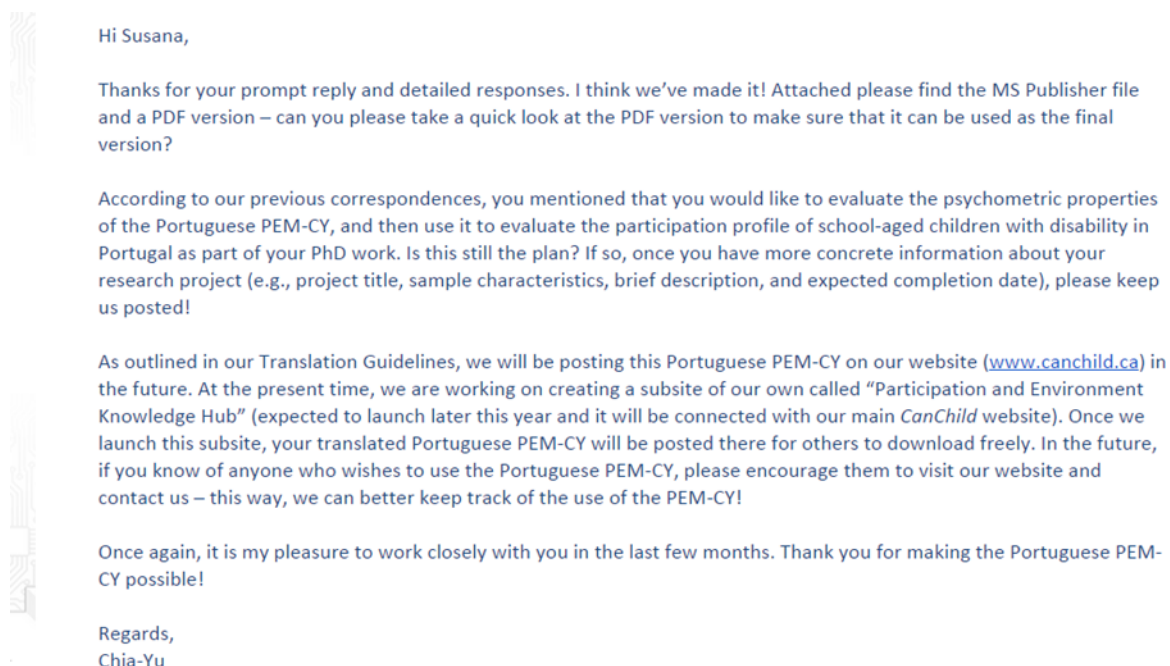 Hi Susana,
Thanks for your prompt reply and detailed responses. I think we’ve made it! Attached please find the MS Publisher file
and a PDF version – can you please take a quick look at the PDF version to make sure that it can be used as the final
version?
According to our previous correspondences, you mentioned that you would like to evaluate the psychometric properties
of the Portuguese PEM-CY, and then use it to evaluate the participation profile of school-aged children with disability in
Portugal as part of your PhD work. Is this still the plan? If so, once you have more concrete information about your
research project (e.g., project title, sample characteristics, brief description, and expected completion date), please keep
us posted!
As outlined in our Translation Guidelines, we will be posting this Portuguese PEM-CY on our website (www.canchild.ca) in
the future. At the present time, we are working on creating a subsite of our own called “Participation and Environment
Knowledge Hub” (expected to launch later this year and it will be connected with our main CanChild website). Once we
launch this subsite, your translated Portuguese PEM-CY will be posted there for others to download freely. In the future,
if you know of anyone who wishes to use the Portuguese PEM-CY, please encourage them to visit our website and
contact us – this way, we can better keep track of the use of the PEM-CY!
Once again, it is my pleasure to work closely with you in the last few months. Thank you for making the Portuguese PEM-
CY possible!
Regards,
Chia-Yu